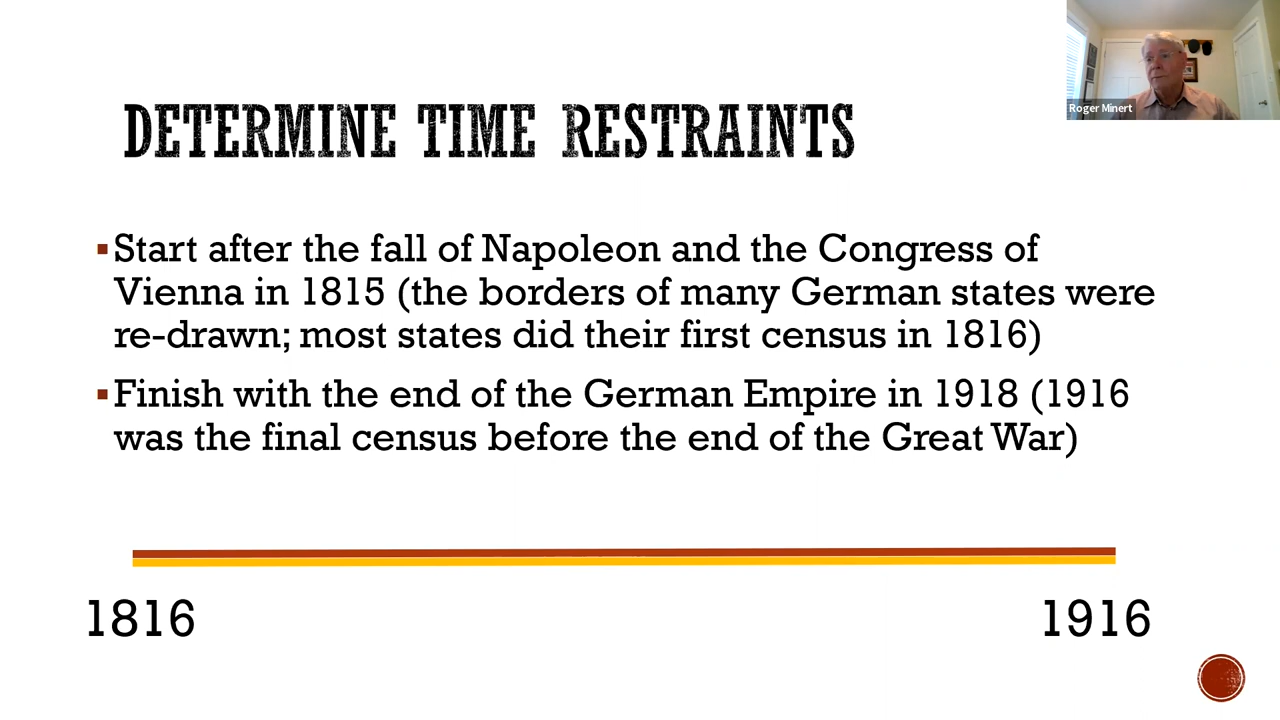 Roger Minert
DETERMINE TIME RESTRAINTS
▪Start after the fall of Napoleon and the Congress of
Vienna in 1815 (the borders of many German states were
re-drawn; most states did their first census in 1816)
▪Finish with the end of the German Empire in 1918 (1916
was the final census before the end of the Great War)
1816
1916